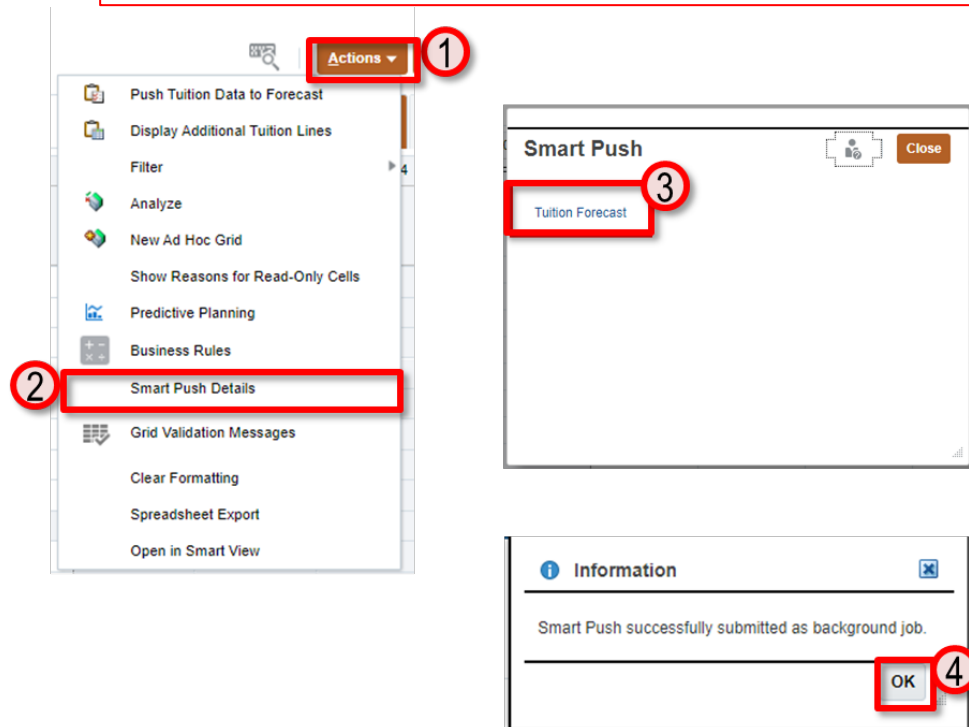 Actions
1
Push Tuition Data to Forecast
Display Additional Tuition Lines
Filter
4
Analyze
New Ad Hoc Grid
Show Reasons for Read-Only Cells
Predictive Planning
Business Rules
2
Smart Push Details
Grid Validation Messages
Clear Formatting
Spreadsheet Export
Open in Smart View
Smart Push
Close
3
Tuition Forecast
Information
Smart Push successfully submitted as background job.
OK
4